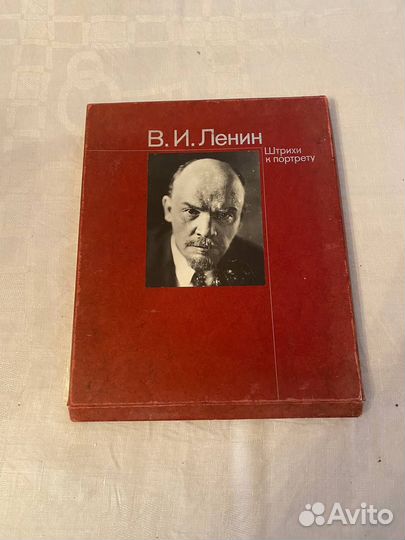 В. И. Ленин
Штрихи
к портрету
Avito